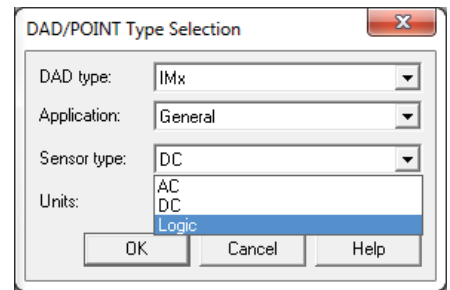 DAD/POINT Type Selection
DAD type: IMx
Application: General
Sensor type: DC
AC
Units: DC
Logic
OK Cancel Help